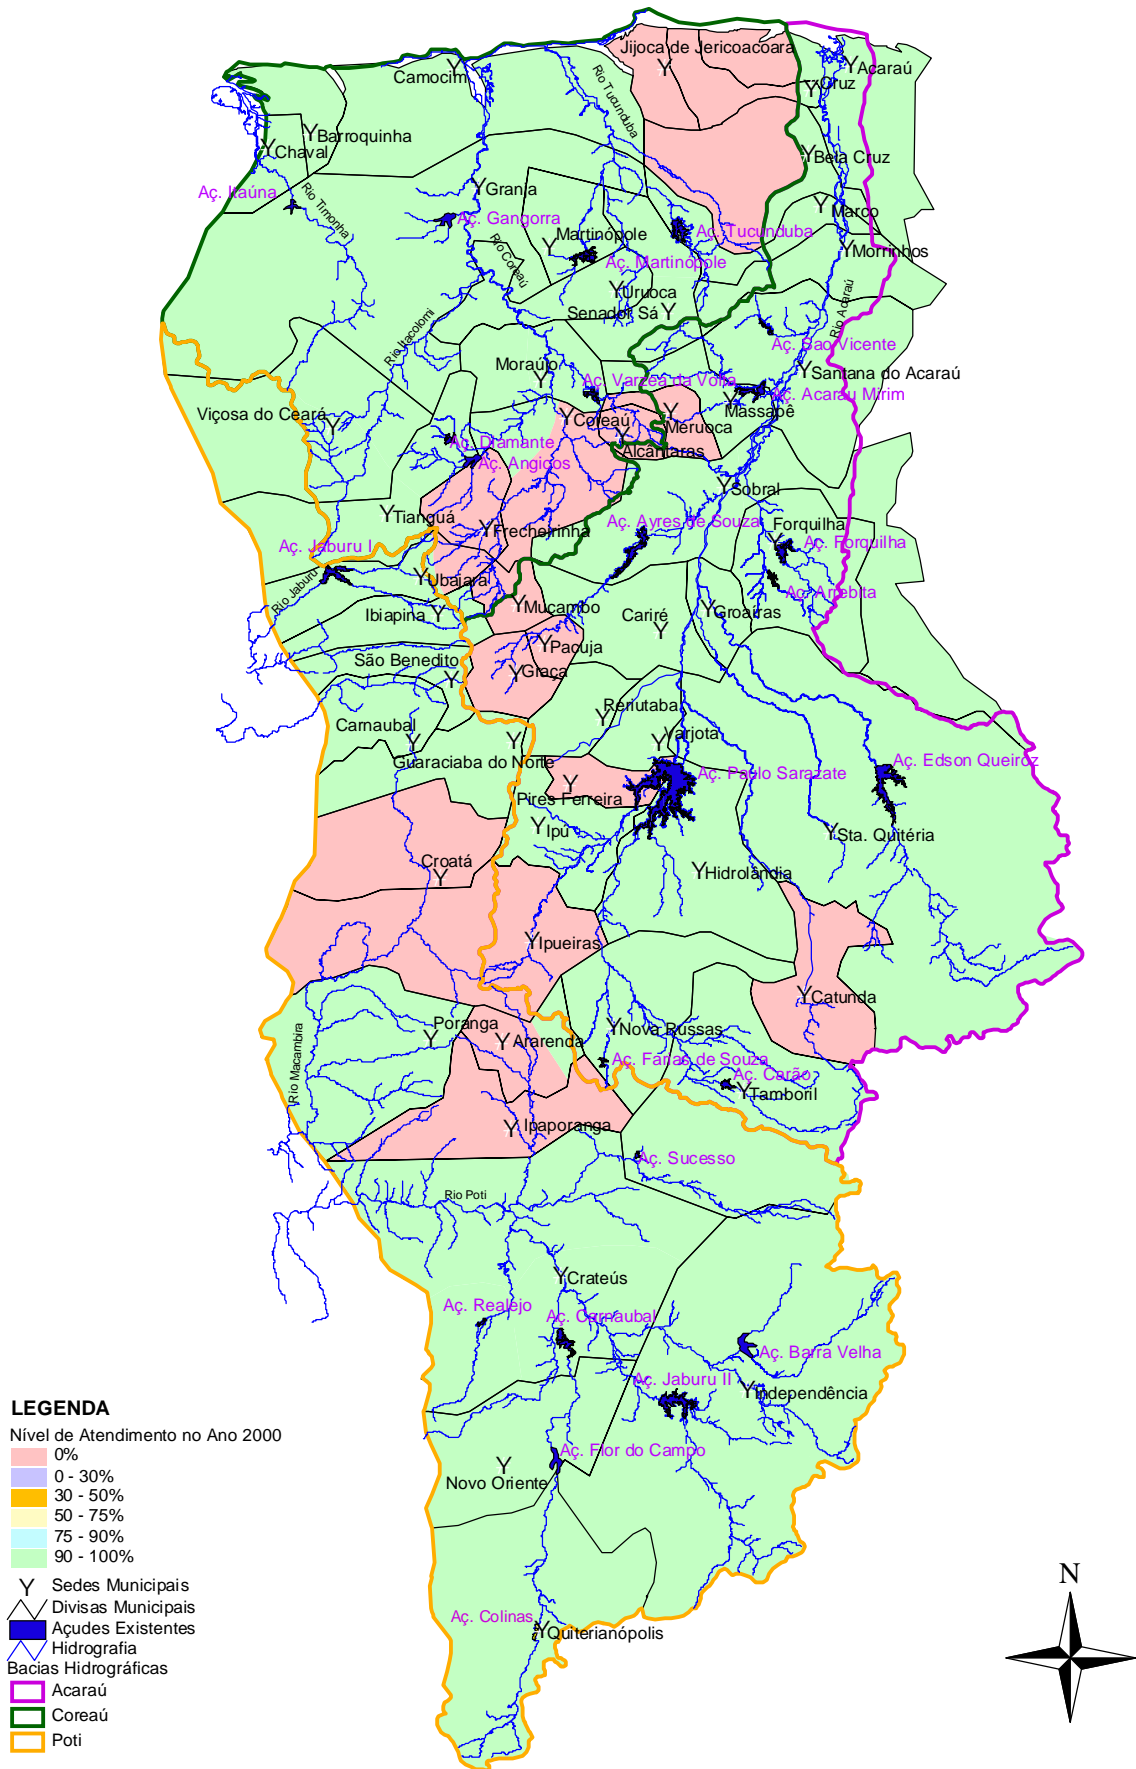 Jijoca de Jericoacoara
Camocim
Acaraú
Cruz
Rio Tucunduba
Barroquinha
Chaval
Bela Cruz
Aç. Itaúna
Rio Timonha
Granja
Aç. Gangorra
Marco
Martinópole
Aç. Tucunduba
Morrinhos
Rio Coreaú
Aç. Martinópole
Uruoca
Senador Sá
Rio Acaraú
Rio Itacolomi
Aç. Sao Vicente
Moraújo
Santana do Acaraú
Aç. Varzea da Volta
Aç. Acarau Mirim
Massapê
Viçosa do Ceará
Coreaú
Meruoca
Aç. Diamante
Alcântaras
Aç. Angicos
Sobral
Tianguá
Frecheirinha
Aç. Ayres de Souza
Forquilha
Aç. Forquilha
Aç. Jaburu I
Rio Jaburu
Ubajara
Aç. Arrebita
Ibiapina
Mucambo
Cariré
Groaíras
Pacujá
São Benedito
Graça
Reriutaba
Carnaubal
Varjota
Guaraciaba do Norte
Aç. Edson Queiroz
Aç. Paulo Sarazate
Pires Ferreira
Ipú
Sta. Quitéria
Croatá
Hidrolândia
Ipueiras
Catunda
Poranga
Nova Russas
Ararenda
Rio Macambira
Aç. Farias de Souza
Aç. Carão
Tamboril
Ipaporanga
Aç. Sucesso
Rio Poti
Crateús
Aç. Realejo
Aç. Carnaubal
Aç. Barra Velha
Aç. Jaburu II
Independência
Aç. Flor do Campo
Novo Oriente
Aç. Colinas
Quiterianópolis
LEGENDA
Nível de Atendimento no Ano 2000
0%
0 - 30%
30 - 50%
50 - 75%
75 - 90%
90 - 100%
Sedes Municipais
Divisas Municipais
Açudes Existentes
Hidrografia
Bacias Hidrográficas
Acaraú
Coreaú
Poti
N